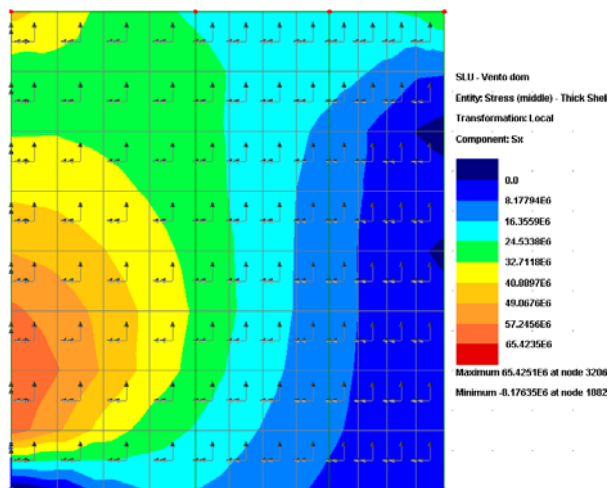 SLU - Vento dom
Entity: Stress (middle) - Thick Shel
Transformation: Local
Component: Sx
0.0
8.17794E6
16.3559E6
24.5338E6
32.7118E6
40.8897E6
49.0676E6
57.2456E6
65.4235E6
Maximum 65.4251E6 at node 3206
Minimum -8.17635E6 at node 1882